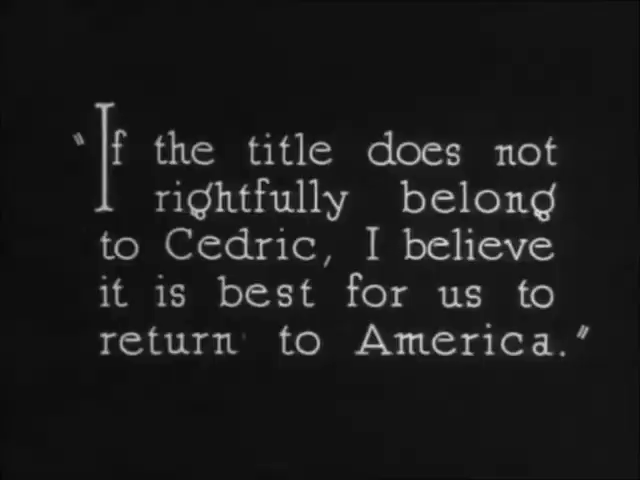 "If the title does not
rightfully belong
to Cedric, I believe
it is best for us to
return to America."